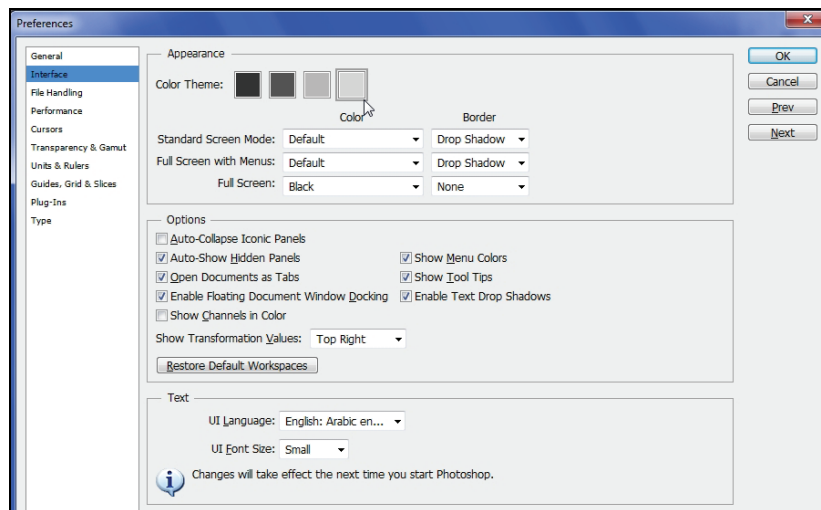 Preferences
General
Interface
File Handling
Performance
Cursors
Transparency & Gamut
Units & Rulers
Guides, Grid & Slices
Plug-Ins
Type
Appearance
Color Theme:
Color Border
Standard Screen Mode: Default Drop Shadow
Full Screen with Menus: Default Drop Shadow
Full Screen: Black None
Options
Auto-Collapse Iconic Panels
Auto-Show Hidden Panels Show Menu Colors
Open Documents as Tabs Show Tool Tips
Enable Floating Document Window Docking Enable Text Drop Shadows
Show Channels in Color
Show Transformation Values: Top Right
Restore Default Workspaces
Text
UI Language: English: Arabic en...
UI Font Size: Small
Changes will take effect the next time you start Photoshop.
OK
Cancel
Prev
Next